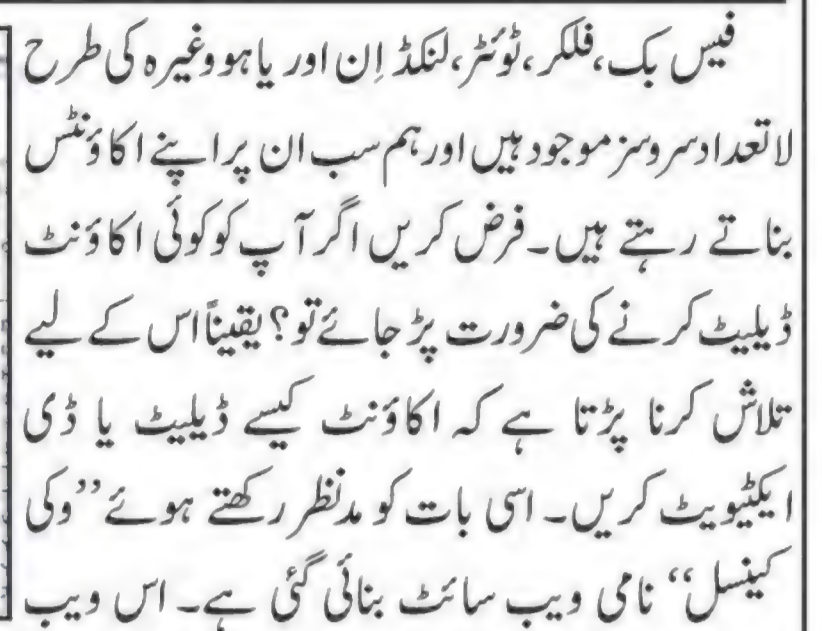 فیس بک، فلکر، ٹوئٹر، لنکڈ اِن اور یاہو وغیرہ کی طرح
لاتعداد سروسز موجود ہیں اور ہم سب ان پر اپنے اکاؤنٹس
بناتے رہتے ہیں۔ فرض کریں اگر آپ کو کوئی اکاؤنٹ
ڈیلیٹ کرنے کی ضرورت پڑ جائے تو؟ یقیناً اس کے لیے
تلاش کرنا پڑتا ہے کہ اکاؤنٹ کیسے ڈیلیٹ یا ڈی
ایکٹیویٹ کریں۔ اسی بات کو مدنظر رکھتے ہوئے ’’وکی
کینسل‘‘ نامی ویب سائٹ بنائی گئی ہے۔ اس ویب